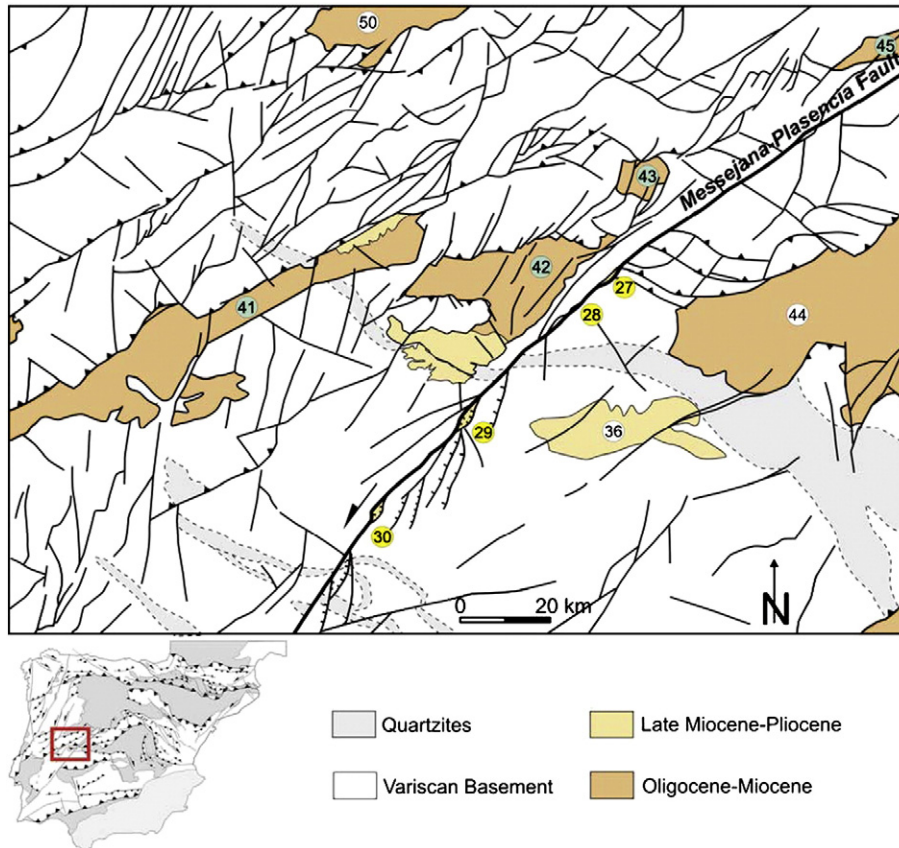 50
45
Messejana-Plasencia Fault
43
42
27
41
28
44
36
29
30
0 20 km
N
Quartzites
Late Miocene-Pliocene
Variscan Basement
Oligocene-Miocene